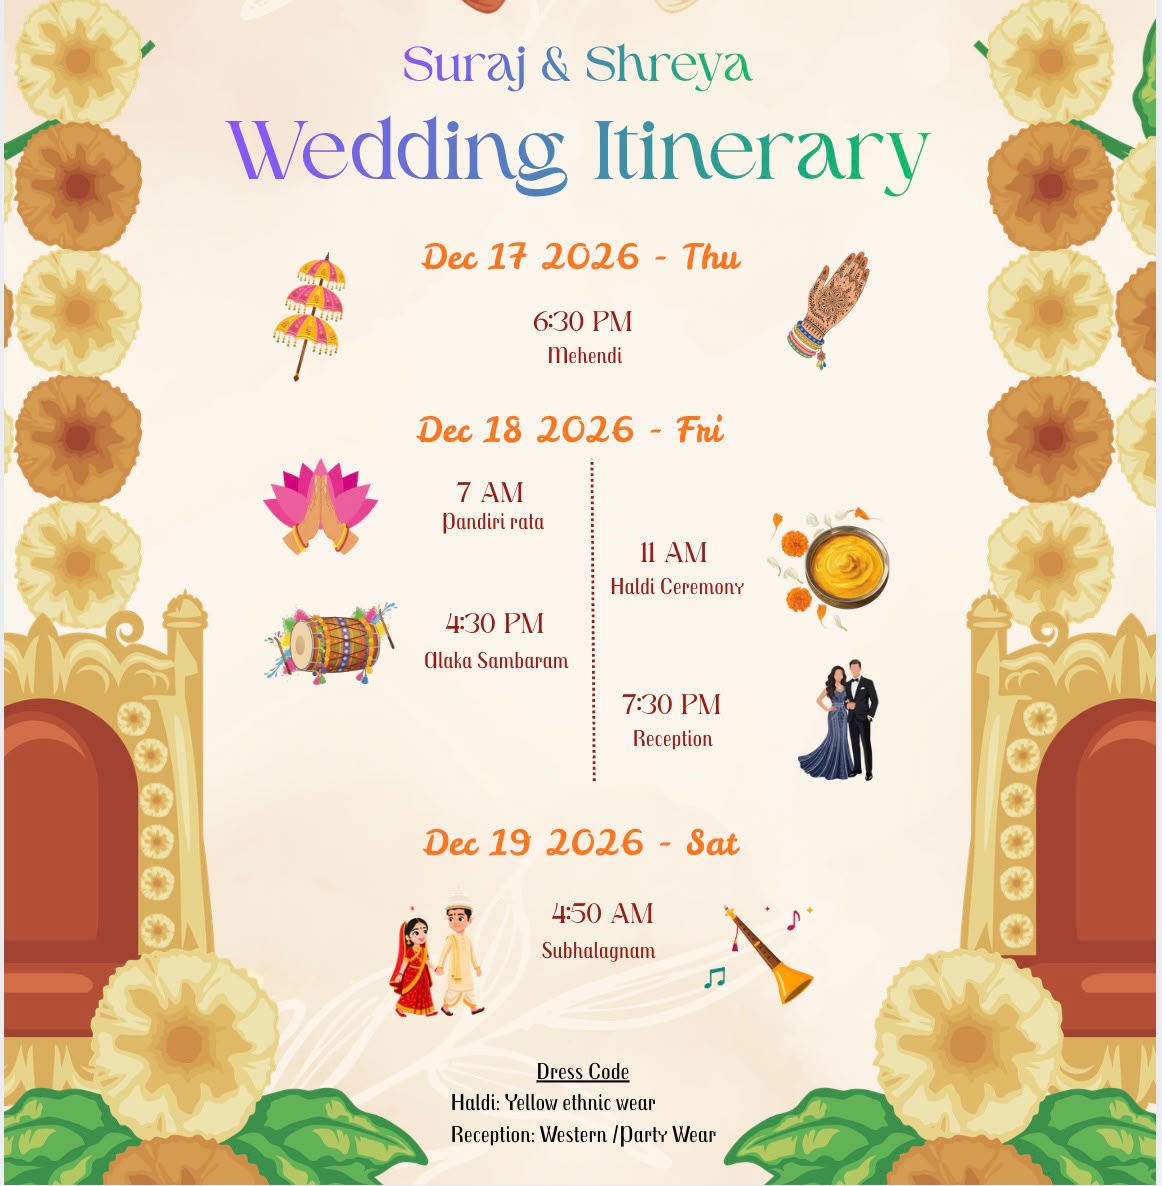 Suraj & Shreya
Wedding Itinerary
Dec 17 2026 - Thu
6:30 PM
Mehendi
Dec 18 2026 - Fri
7 AM
Pandiri rata
11 AM
Haldi Ceremony
4:30 PM
Alaka Sambaram
7:30 PM
Reception
Dec 19 2026 - Sat
4:50 AM
Subhalagnam
Dress Code
Haldi: Yellow ethnic wear
Reception: Western /Party Wear